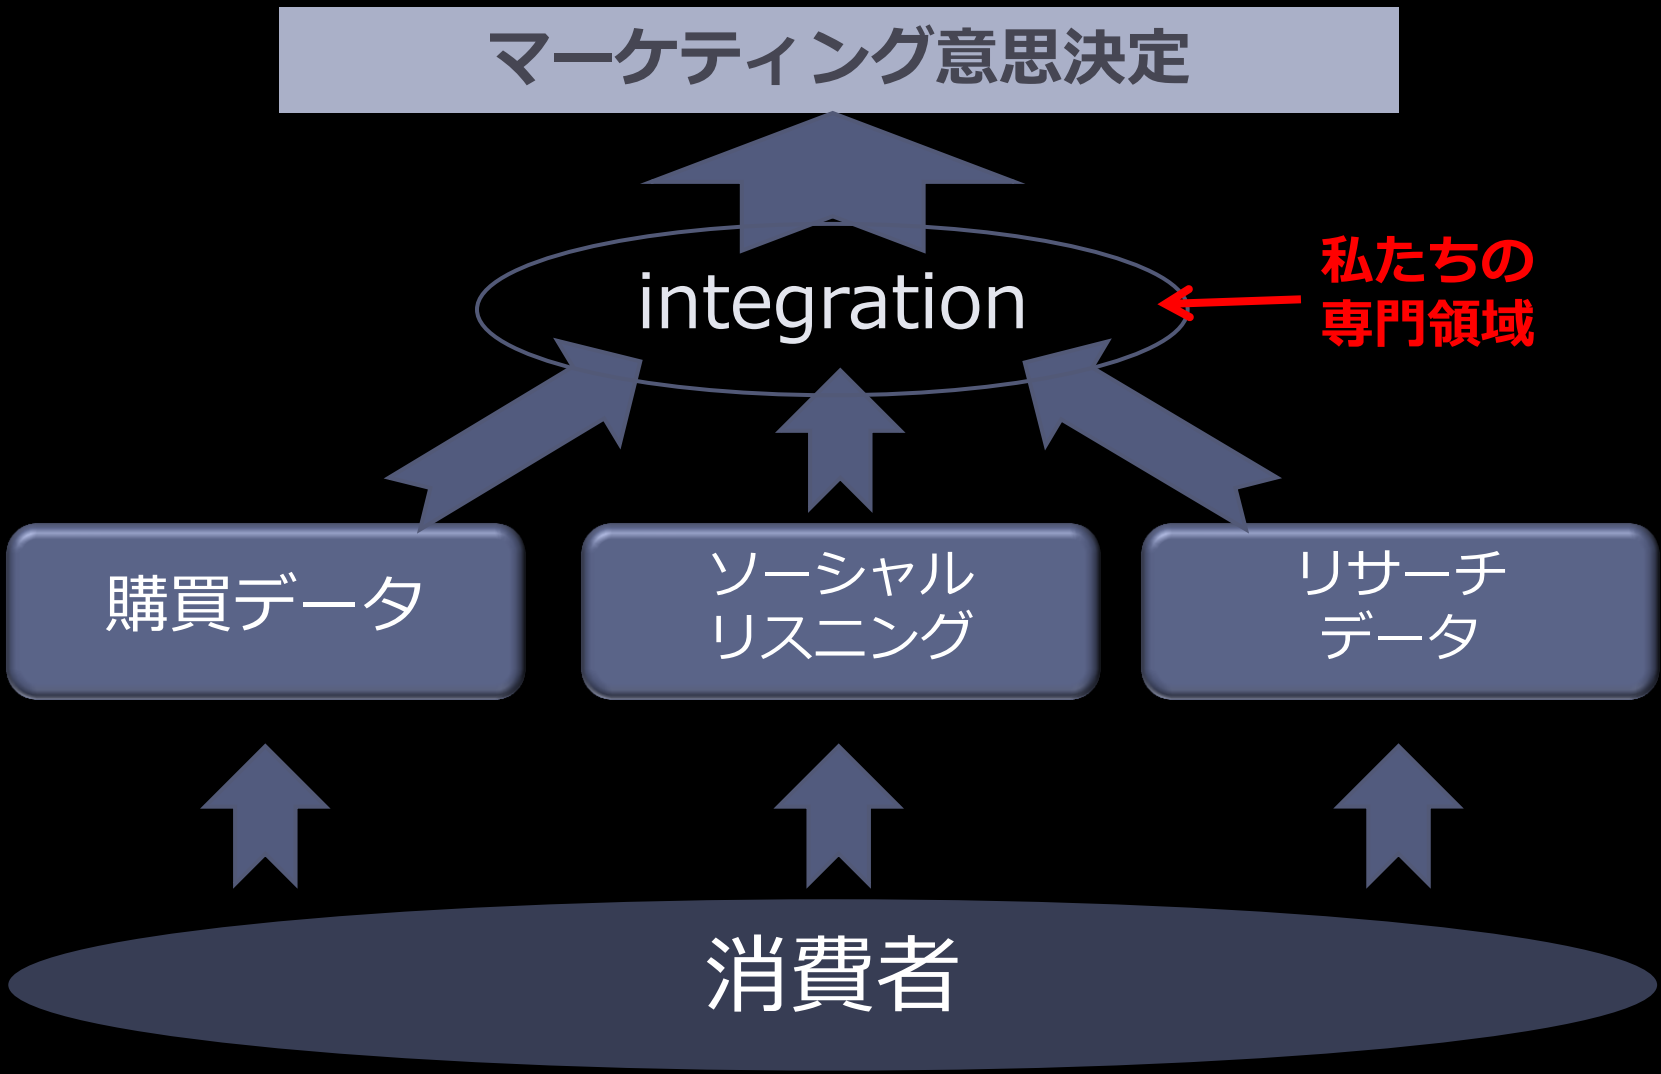 マーケティング意思決定
integration
私たちの
専門領域
購買データ
ソーシャル
リスニング
リサーチ
データ
消費者